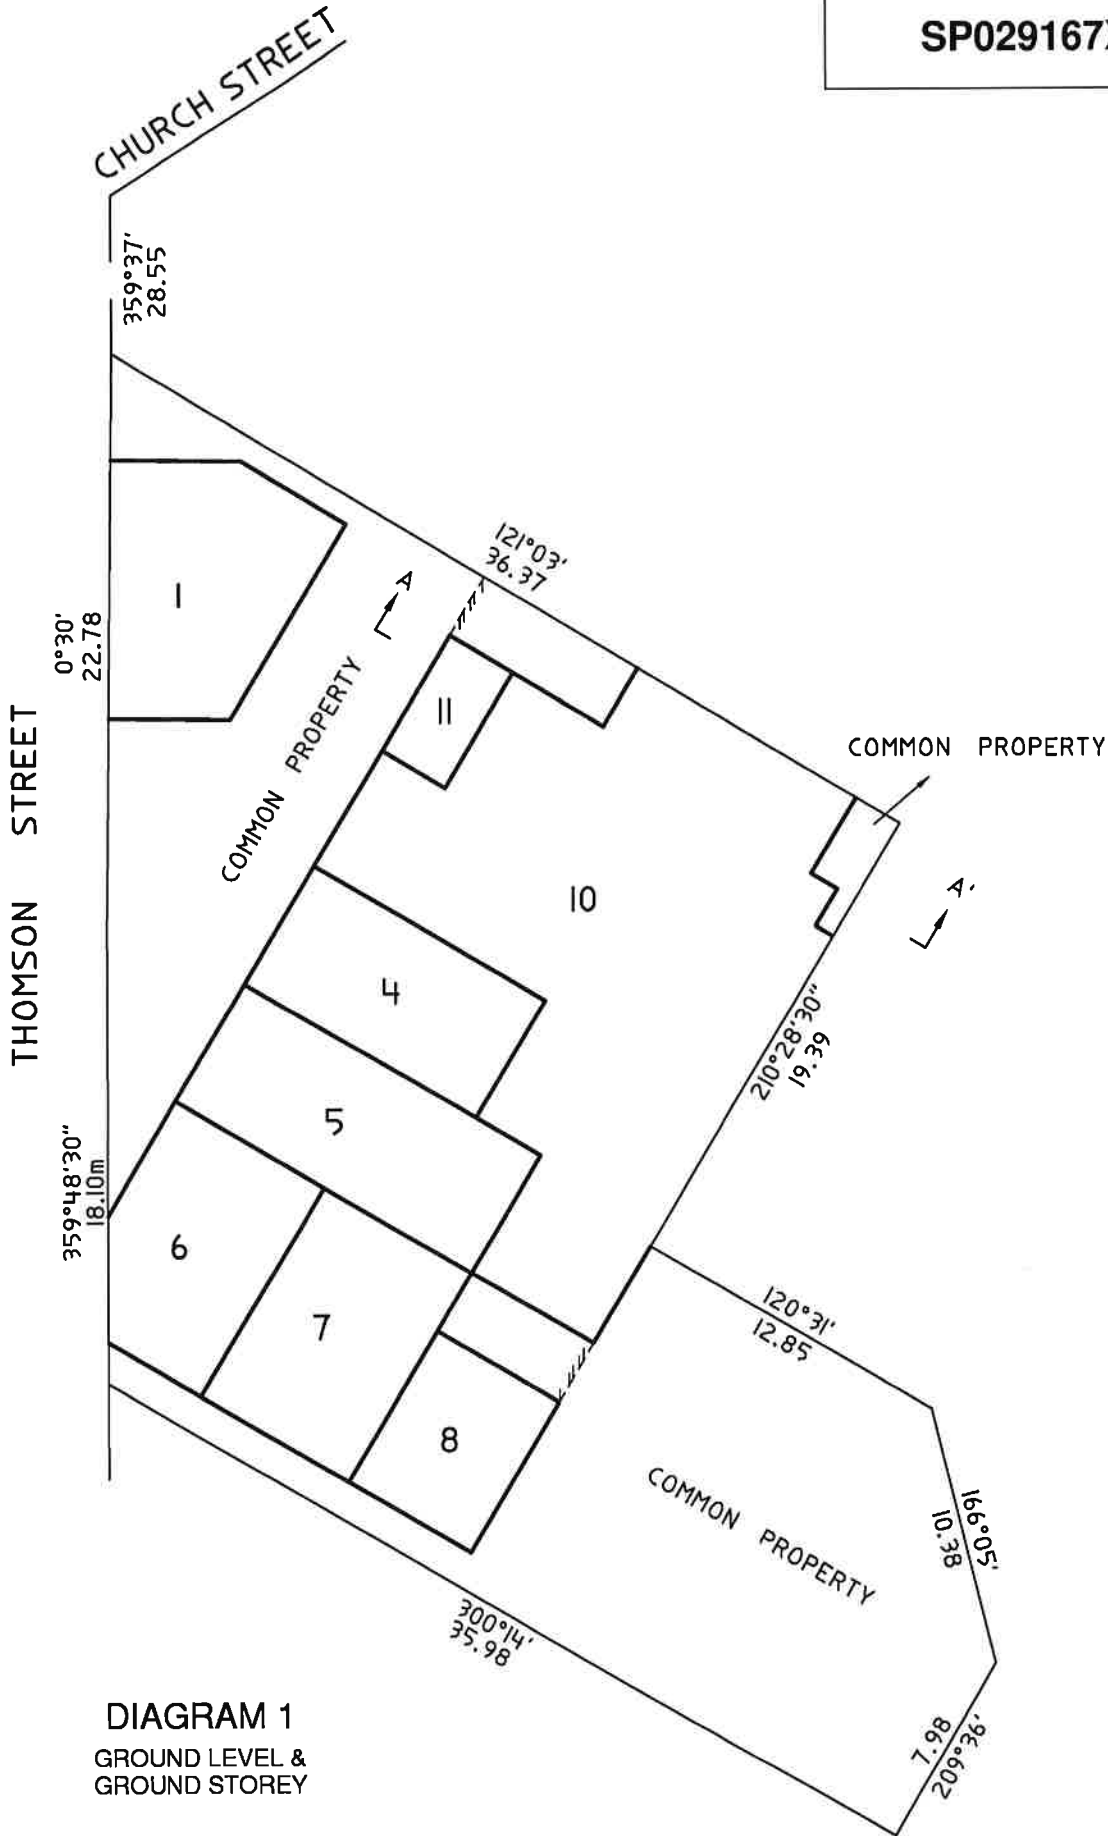 SP029167
CHURCH STREET
359°37'
28.55
121°03'
36.37
A
1
0°30'
22.78
11
COMMON PROPERTY
COMMON PROPERTY
THOMSON STREET
10
A'
4
210°28'30"
19.39
5
359°48'30"
18.10m
6
7
120°31'
12.85
8
COMMON PROPERTY
166°05'
10.38
300°14'
35.98
7.98
209°36'
DIAGRAM 1
GROUND LEVEL &
GROUND STOREY